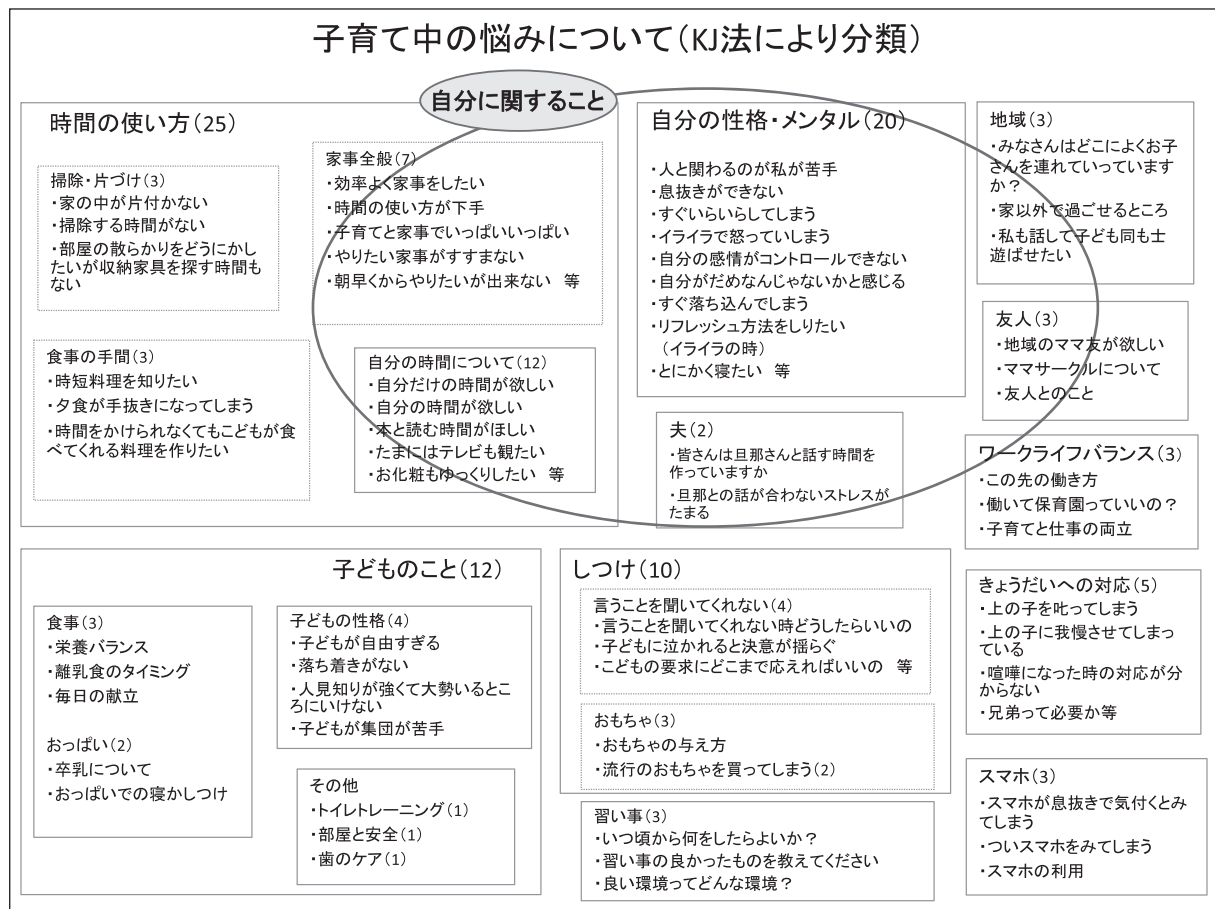 子育て中の悩みについて(KJ法により分類)
自分に関すること
時間の使い方(25)
掃除・片づけ(3)
・家の中が片付かない
・掃除する時間がない
・部屋の散らかりをどうにかし
たいが収納家具を探す時間も
ない
家事全般(7)
・効率よく家事をしたい
・時間の使い方が下手
・子育てと家事でいっぱいいっぱい
・やりたい家事がすすまない
・朝早くからやりたいが出来ない 等
食事の手間(3)
・時短料理を知りたい
・夕食が手抜きになってしまう
・時間をかけられなくてもこどもが食
べてくれる料理を作りたい
自分の時間について(12)
・自分だけの時間が欲しい
・自分の時間が欲しい
・本と読む時間がほしい
・たまにはテレビも観たい
・お化粧もゆっくりしたい 等
自分の性格・メンタル(20)
・人と関わるのが私が苦手
・息抜きができない
・すぐいらいらしてしまう
・イライラで怒っていしまう
・自分の感情がコントロールできない
・自分がだめなんじゃないかと感じる
・すぐ落ち込んでしまう
・リフレッシュ方法をしりたい
(イライラの時)
・とにかく寝たい 等
夫(2)
・皆さんは旦那さんと話す時間を
作っていますか
・旦那との話が合わないストレスが
たまる
地域(3)
・みなさんはどこによくお子
さんを連れていっています
か?
・家以外で過ごせるところ
・私も話して子ども同も士
遊ばせたい
友人(3)
・地域のママ友が欲しい
・ママサークルについて
・友人とのこと
ワークライフバランス(3)
・この先の働き方
・働いて保育園っていいの?
・子育てと仕事の両立
子どものこと(12)
食事(3)
・栄養バランス
・離乳食のタイミング
・毎日の献立
おっぱい(2)
・卒乳について
・おっぱいでの寝かしつけ
子どもの性格(4)
・子どもが自由すぎる
・落ち着きがない
・人見知りが強くて大勢いるとこ
ろにいけない
・子どもが集団が苦手
その他
・トイレトレーニング(1)
・部屋と安全(1)
・歯のケア(1)
しつけ(10)
言うことを聞いてくれない(4)
・言うことを聞いてくれない時どうしたらいいの
・子どもに泣かれると決意が揺らぐ
・こどもの要求にどこまで応えればいいの 等
おもちゃ(3)
・おもちゃの与え方
・流行のおもちゃを買ってしまう(2)
習い事(3)
・いつ頃から何をしたらよいか?
・習い事の良かったものを教えてください
・良い環境ってどんな環境?
きょうだいへの対応(5)
・上の子を叱ってしまう
・上の子に我慢させてしまっ
ている
・喧嘩になった時の対応が分
からない
・兄弟って必要か等
スマホ(3)
・スマホが息抜きで気付くとみ
てしまう
・ついスマホをみてしまう
・スマホの利用